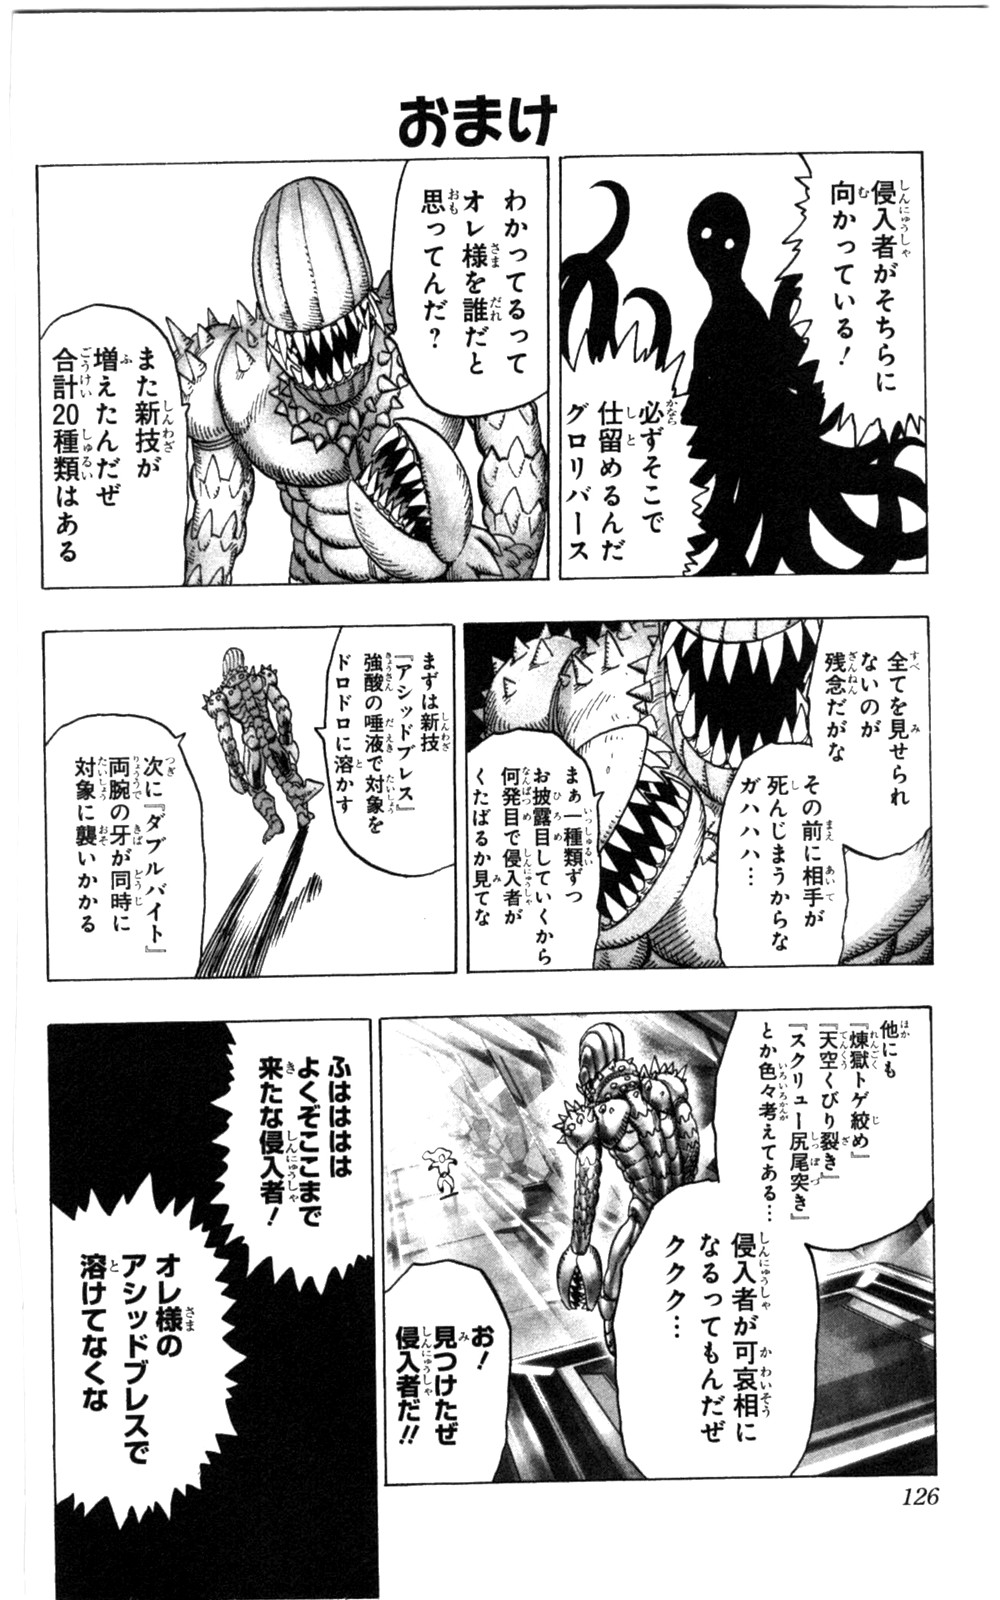 おまけ
侵入者がそちらに
向かっている!
必ずそこで
仕留めるんだ
グロリバース
わかってるって
オレ様を誰だと
思ってんだ?
また新技が
増えたんだぜ
合計20種類はある
全てを見せられ
ないのが
残念だがな
その前に相手が
死んじまうからな
ガハハハ…
まぁ一種類ずつ
お披露目していくから
何発目で侵入者が
くたばるか見てな
まずは新技
『アシッドブレス』
強酸の唾液で対象を
ドロドロに溶かす
次に『ダブルバイト』
両腕の牙が同時に
対象に襲いかかる
他にも
『煉獄トゲ絞め』
『天空くびり裂き』
『スクリュー尻尾突き』
とか色々考えてある…
侵入者が可哀相に
なるってもんだぜ
ククク…
お!
見つけたぜ
侵入者だ!!
ふはははは
よくぞここまで
来たな侵入者!
オレ様の
アシッドブレスで
溶けてなくな
126